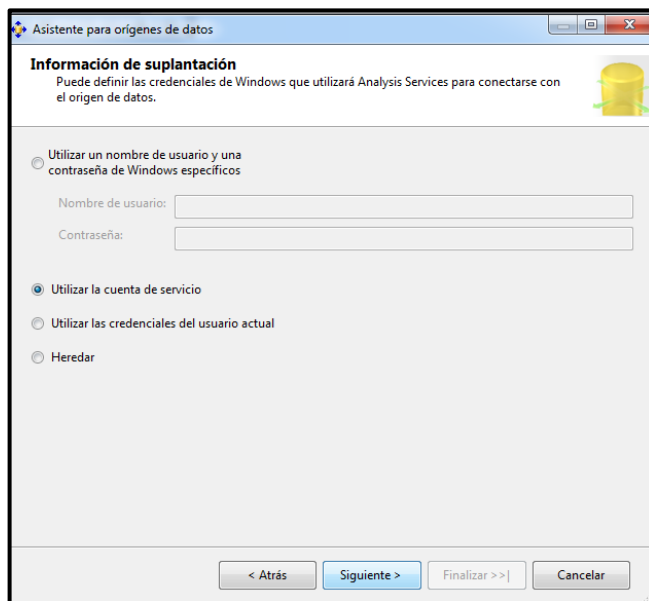 Asistente para orígenes de datos
Información de suplantación
Puede definir las credenciales de Windows que utilizará Analysis Services para conectarse con
el origen de datos.
Utilizar un nombre de usuario y una
contraseña de Windows específicos
Nombre de usuario:
Contraseña:
Utilizar la cuenta de servicio
Utilizar las credenciales del usuario actual
Heredar
< Atrás
Siguiente >
Finalizar >>|
Cancelar